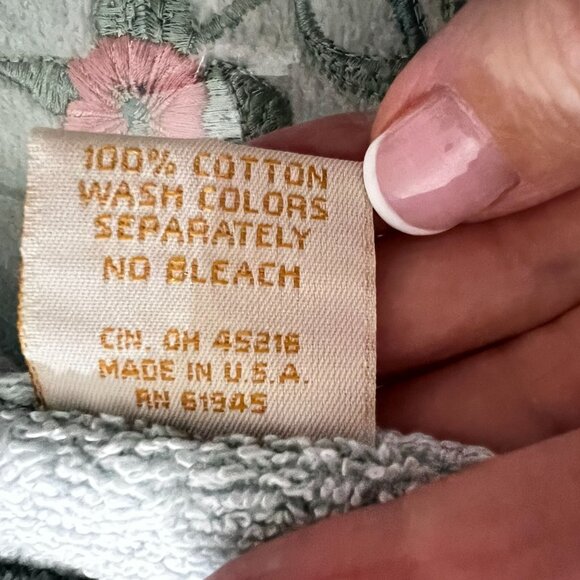 100% COTTON
WASH COLORS
SEPARATELY
NO BLEACH
CIN. OH 45216
MADE IN U.S.A.
RN 61945